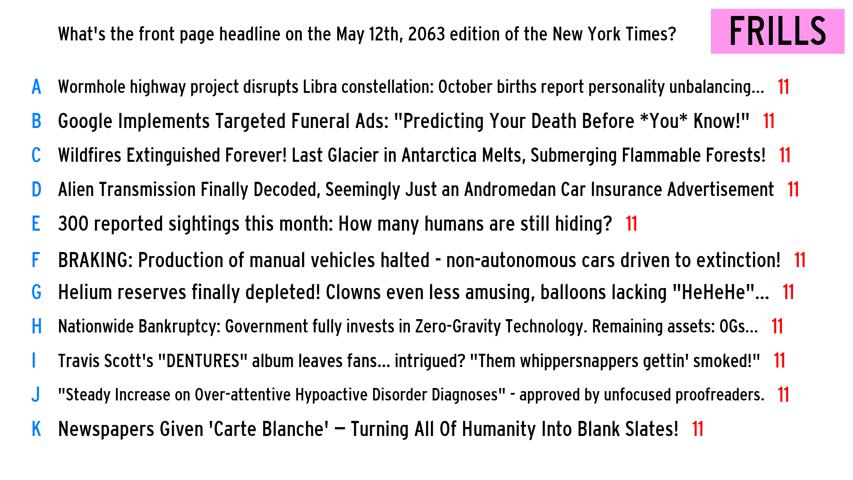 What's the front page headline on the May 12th, 2063 edition of the New York Times?
FRILLS
A Wormhole highway project disrupts Libra constellation: October births report personality unbalancing... 11
B Google Implements Targeted Funeral Ads: "Predicting Your Death Before *You* Know!" 11
C Wildfires Extinguished Forever! Last Glacier in Antarctica Melts, Submerging Flammable Forests! 11
D Alien Transmission Finally Decoded, Seemingly Just an Andromedan Car Insurance Advertisement 11
E 300 reported sightings this month: How many humans are still hiding? 11
F BRAKING: Production of manual vehicles halted - non-autonomous cars driven to extinction! 11
G Helium reserves finally depleted! Clowns even less amusing, balloons lacking "HeHeHe"... 11
H Nationwide Bankruptcy: Government fully invests in Zero-Gravity Technology. Remaining assets: 0Gs... 11
I Travis Scott's "DENTURES" album leaves fans... intrigued? "Them whippersnappers gettin' smoked!" 11
J "Steady Increase on Over-attentive Hypoactive Disorder Diagnoses" - approved by unfocused proofreaders. 11
K Newspapers Given 'Carte Blanche' – Turning All Of Humanity Into Blank Slates! 11